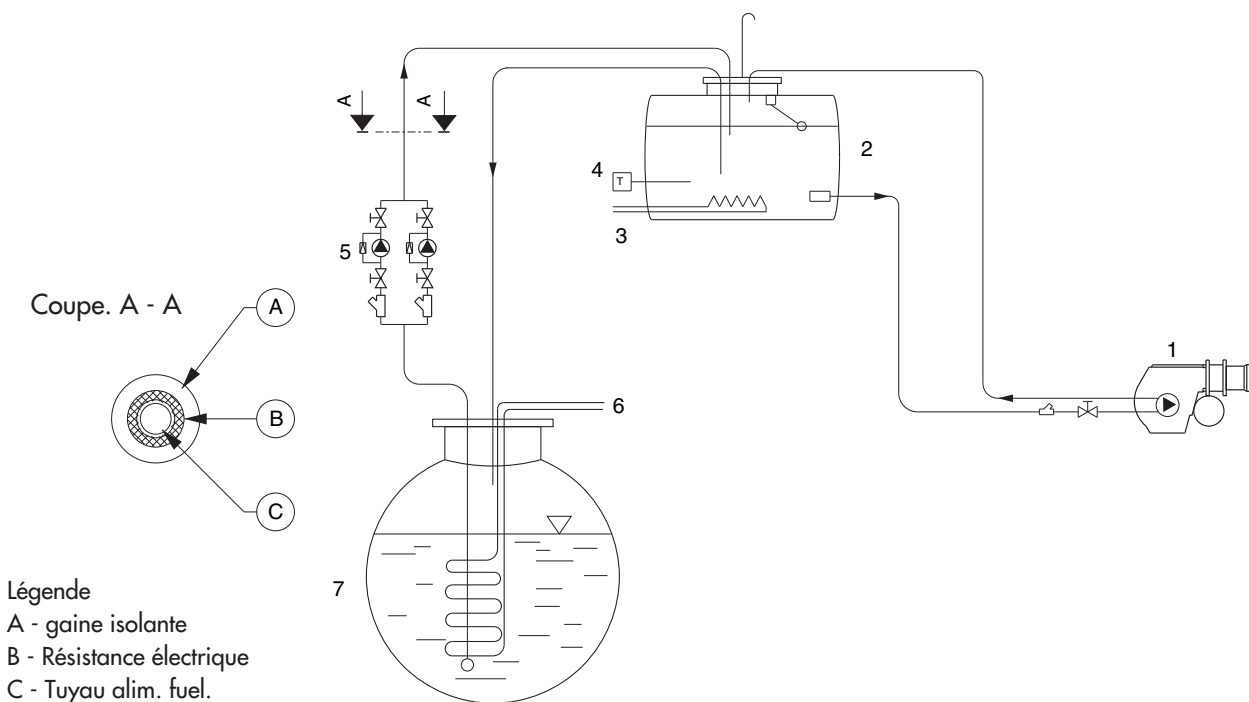 A
A
4
T
2
3
5
Coupe. A - A
A
B
C
1
6
7
Légende
A - gaine isolante
B - Résistance électrique
C - Tuyau alim. fuel.